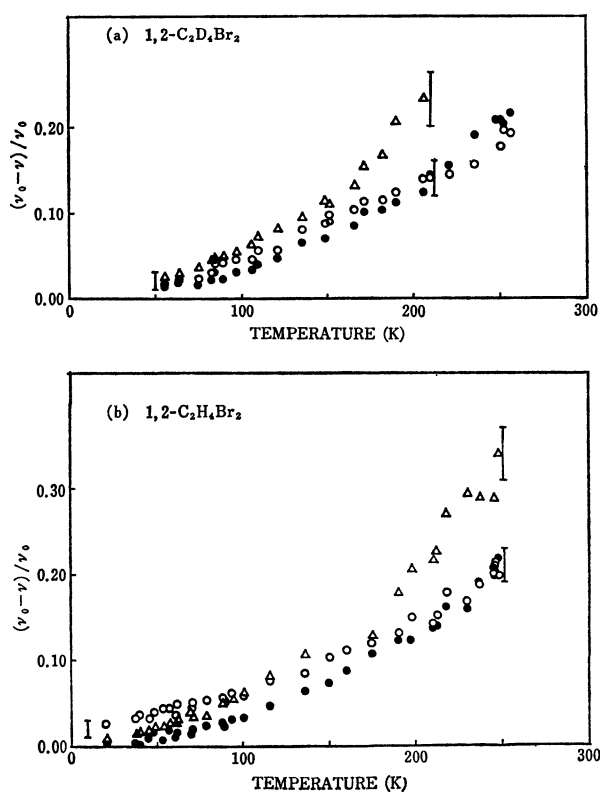 (a) 1,2-C₂D₄Br₂
(ν₀−ν)/ν₀
0.20
0.10
0.00
0
100
200
300
TEMPERATURE (K)
(b) 1,2-C₂H₄Br₂
(ν₀−ν)/ν₀
0.30
0.20
0.10
0.00
0
100
200
300
TEMPERATURE (K)